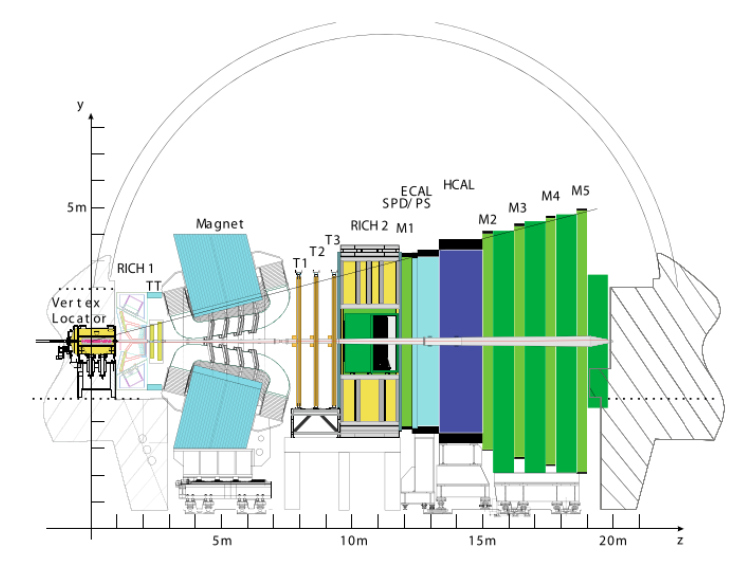 y
5m
Magnet
RICH 1
TT
Vertex
Locator
T1
T2
T3
RICH 2
M1
SPD/ PS
ECAL
HCAL
M2
M3
M4
M5
5m
10m
15m
20m
z